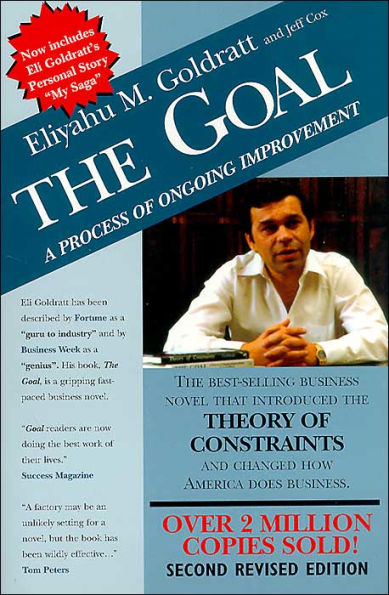 Now includes
Eli Goldratt's
Personal Story
"My Saga"
Eliyahu M. Goldratt and Jeff Cox
THE GOAL
A PROCESS OF ONGOING IMPROVEMENT
Eli Goldratt has been
described by Fortune as a
"guru to industry" and by
Business Week as a
"genius". His book, The
Goal, is a gripping fast-
paced business novel.
"Goal readers are now
doing the best work of
their lives."
Success Magazine
"A factory may be an
unlikely setting for a
novel, but the book has
been wildly effective..."
Tom Peters
Theory of Constraints
THE GOAL
THE BEST-SELLING BUSINESS
NOVEL THAT INTRODUCED THE
THEORY OF
CONSTRAINTS
AND CHANGED HOW
AMERICA DOES BUSINESS.
OVER 2 MILLION
COPIES SOLD!
SECOND REVISED EDITION